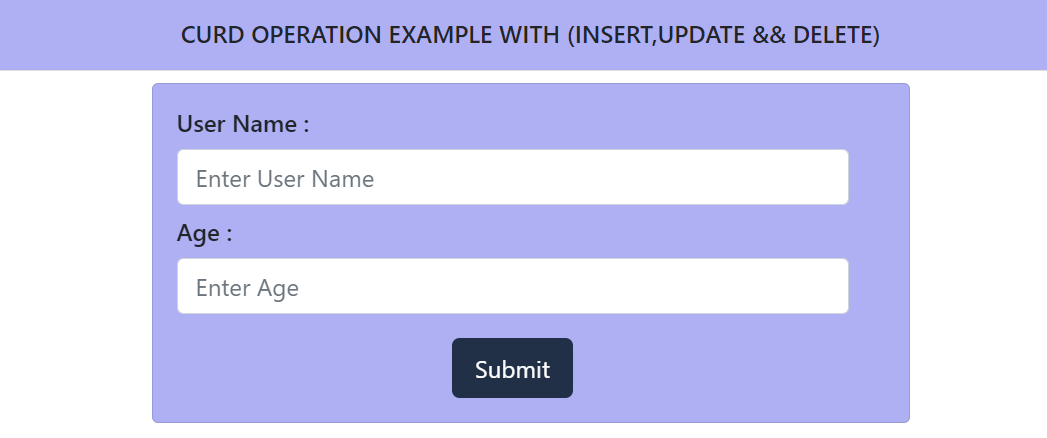 CURD OPERATION EXAMPLE WITH (INSERT,UPDATE && DELETE)
User Name :
Enter User Name
Age :
Enter Age
Submit